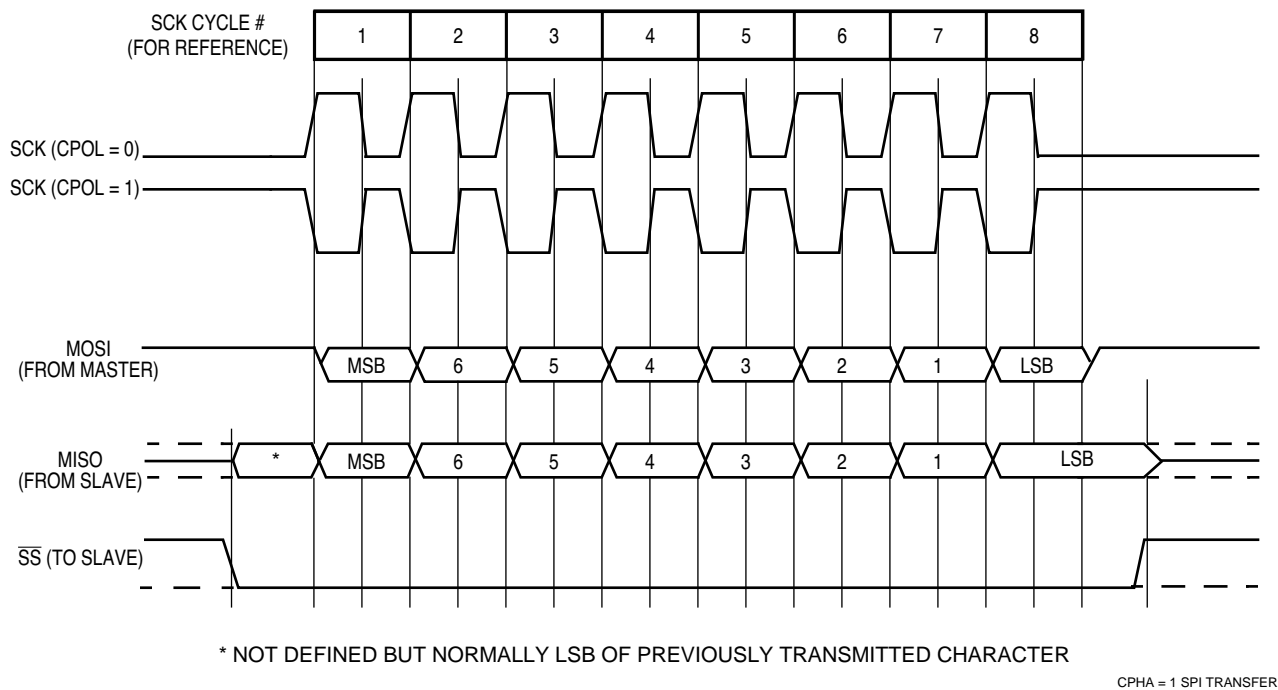 SCK CYCLE #
(FOR REFERENCE)
1 2 3 4 5 6 7 8
SCK (CPOL = 0)
SCK (CPOL = 1)
MOSI
(FROM MASTER)
MSB 6 5 4 3 2 1 LSB
MISO
(FROM SLAVE)
* MSB 6 5 4 3 2 1 LSB
S̅S̅ (TO SLAVE)
* NOT DEFINED BUT NORMALLY LSB OF PREVIOUSLY TRANSMITTED CHARACTER
CPHA = 1 SPI TRANSFER